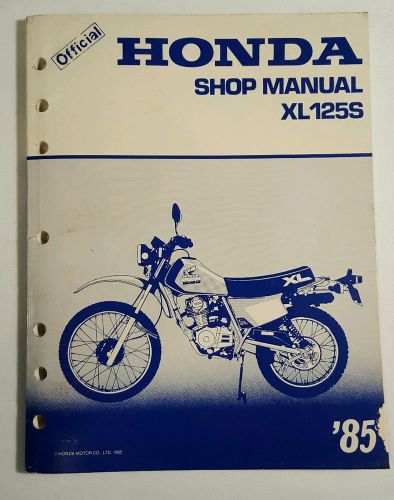 Official
HONDA
SHOP MANUAL
XL125S
XL
'85
© HONDA MOTOR CO., LTD. 1985